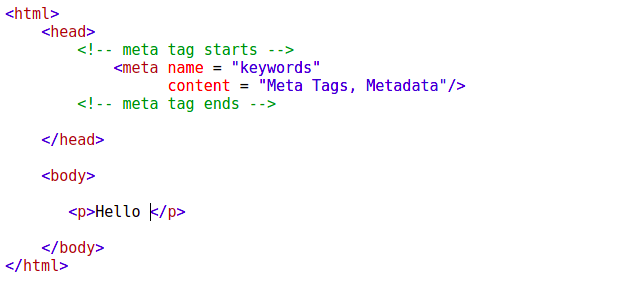 <html>
<head>
<!-- meta tag starts -->
<meta name = "keywords"
content = "Meta Tags, Metadata"/>
<!-- meta tag ends -->
</head>
<body>
<p>Hello </p>
</body>
</html>